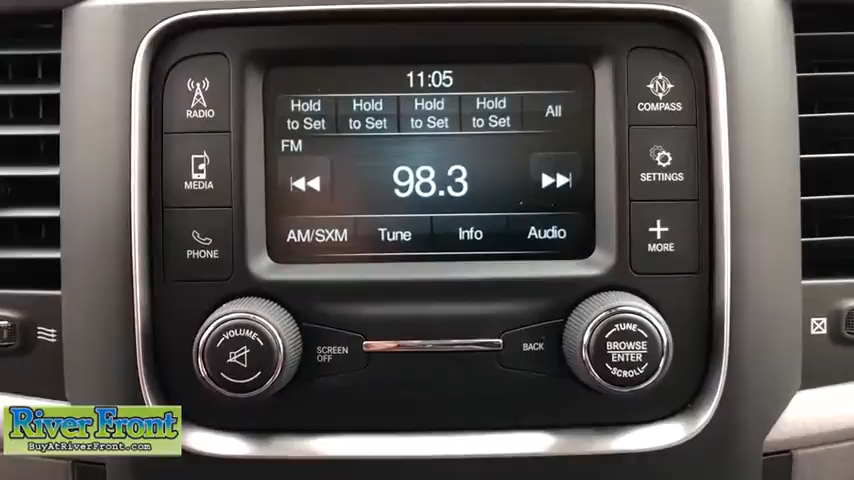 11:05
Hold to Set
Hold to Set
Hold to Set
Hold to Set
All
FM
98.3
AM/SXM
Tune
Info
Audio
RADIO
MEDIA
PHONE
N
COMPASS
SETTINGS
MORE
VOLUME
SCREEN
OFF
BACK
TUNE
BROWSE
ENTER
SCROLL
River Front
BuyAtRiverFront.com